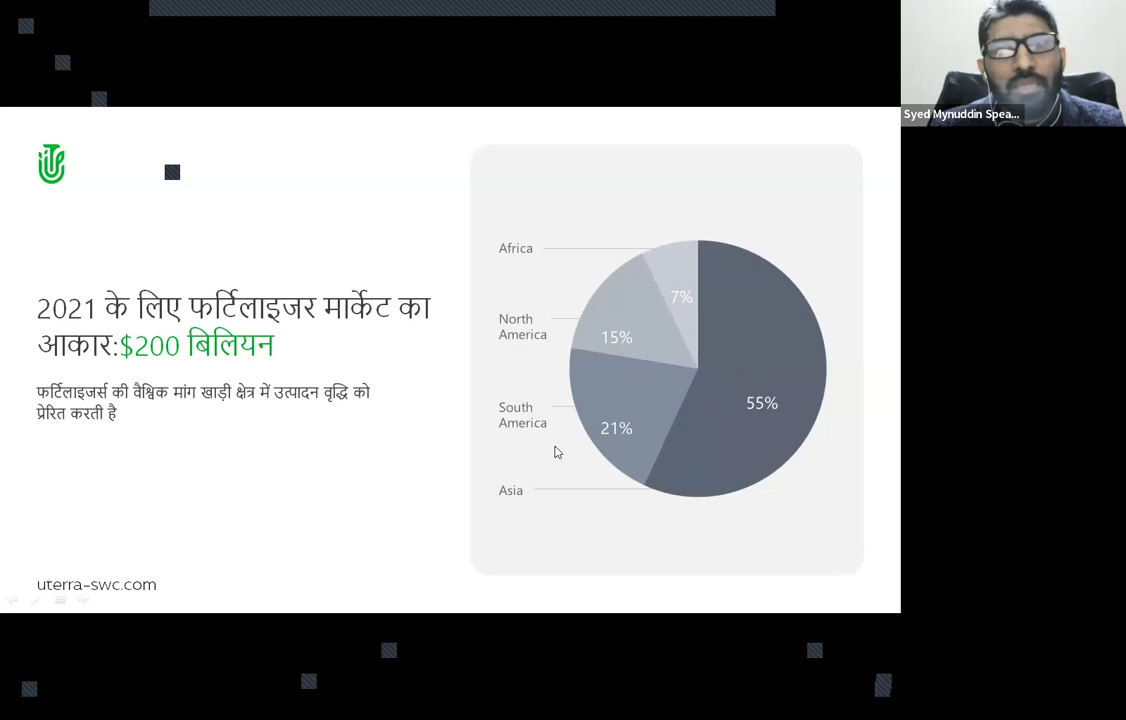 Syed Mynuddin Spea...
2021 के लिए फर्टिलाइजर मार्केट का
आकार:$200 बिलियन
फर्टिलाइजर्स की वैश्विक मांग खाड़ी क्षेत्र में उत्पादन वृद्धि को
प्रेरित करती है
uterra-swc.com
Africa
7%
North
America
15%
55%
South
America
21%
Asia